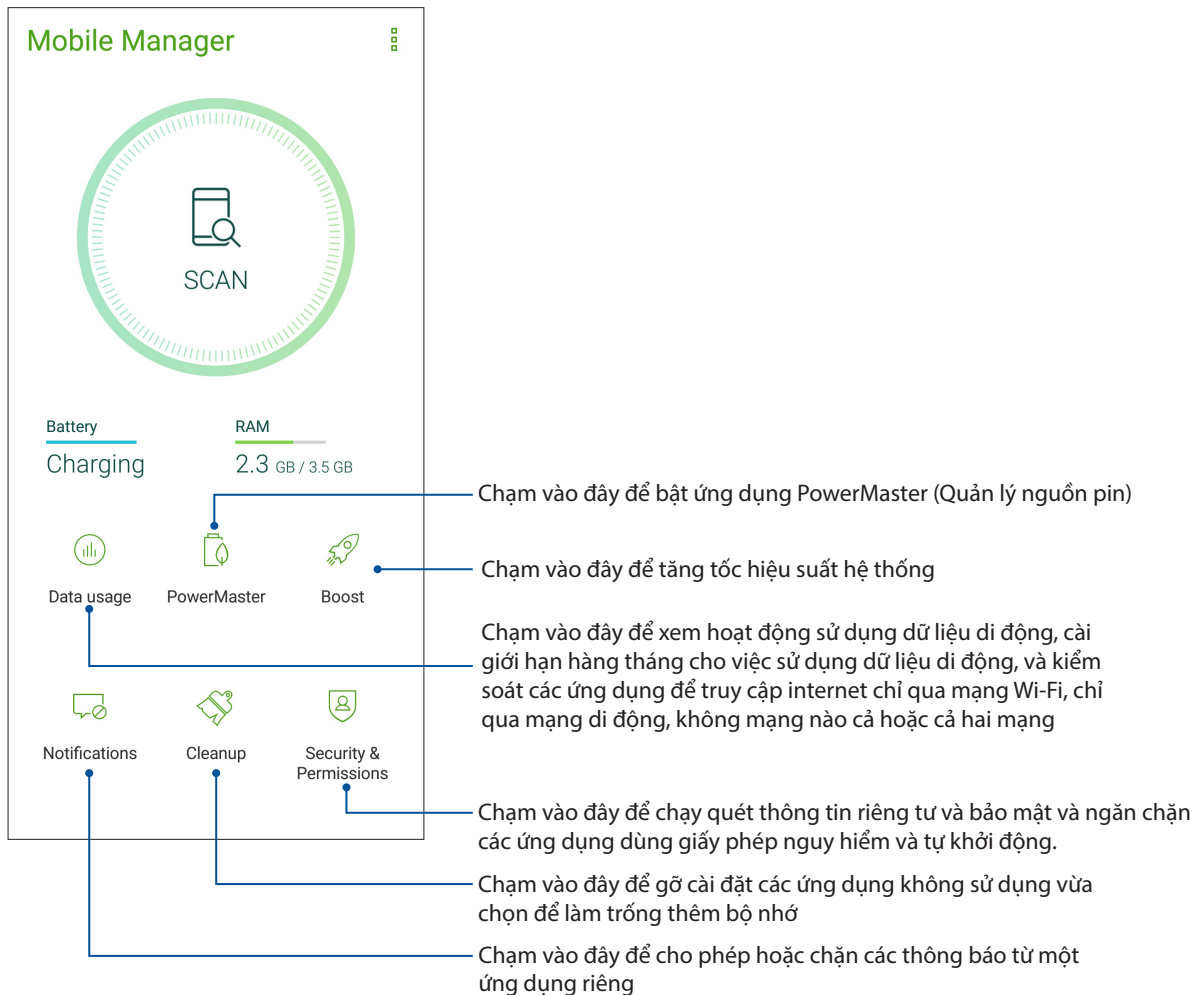 Mobile Manager
SCAN
Battery
RAM
Charging
2.3 GB / 3.5 GB
Chạm vào đây để bật ứng dụng PowerMaster (Quản lý nguồn pin)
Chạm vào đây để tăng tốc hiệu suất hệ thống
Data usage
PowerMaster
Boost
Chạm vào đây để xem hoạt động sử dụng dữ liệu di động, cài
giới hạn hàng tháng cho việc sử dụng dữ liệu di động, và kiểm
soát các ứng dụng để truy cập internet chỉ qua mạng Wi-Fi, chỉ
qua mạng di động, không mạng nào cả hoặc cả hai mạng
Notifications
Cleanup
Security &
Permissions
Chạm vào đây để chạy quét thông tin riêng tư và bảo mật và ngăn chặn
các ứng dụng dùng giấy phép nguy hiểm và tự khởi động.
Chạm vào đây để gỡ cài đặt các ứng dụng không sử dụng vừa
chọn để làm trống thêm bộ nhớ
Chạm vào đây để cho phép hoặc chặn các thông báo từ một
ứng dụng riêng